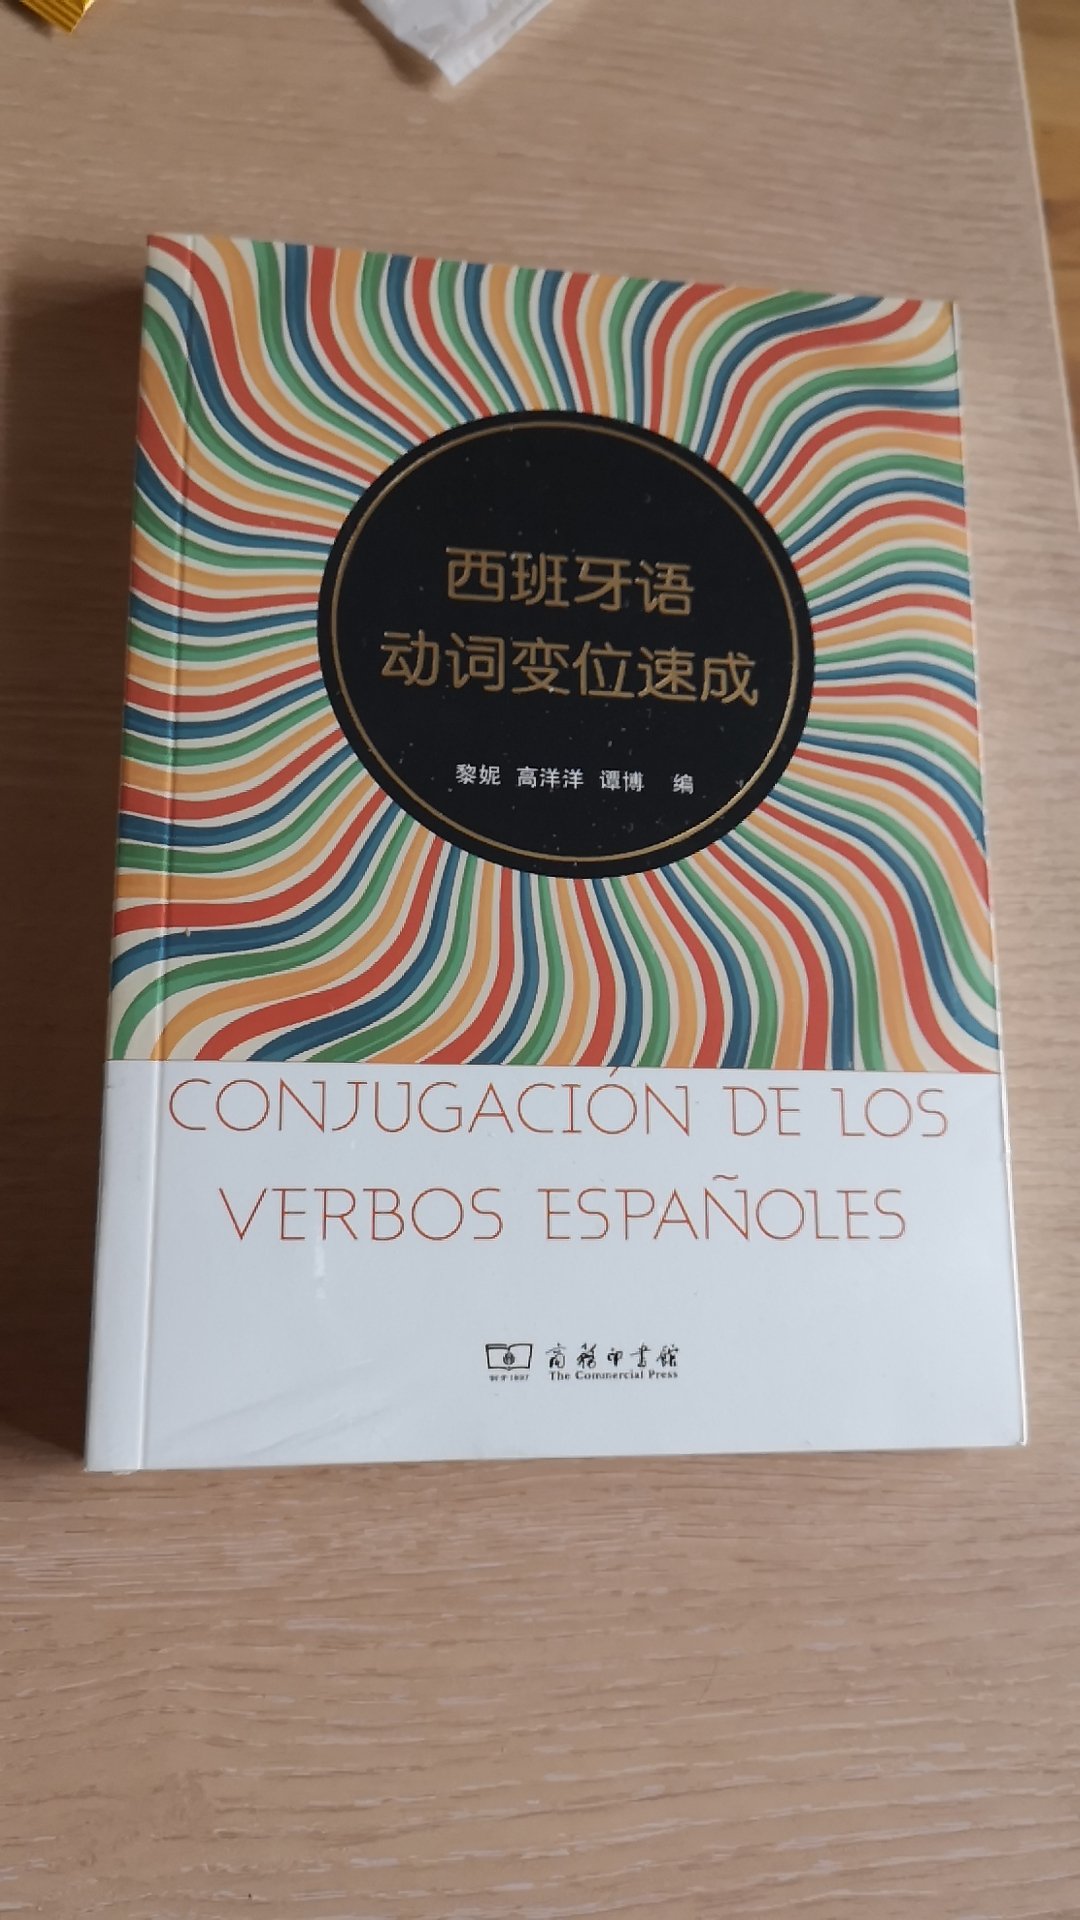 西班牙语
动词变位速成
黎妮 高洋洋 谭博 编
CONJUGACIÓN DE LOS
VERBOS ESPAÑOLES
商務印書館
The Commercial Press